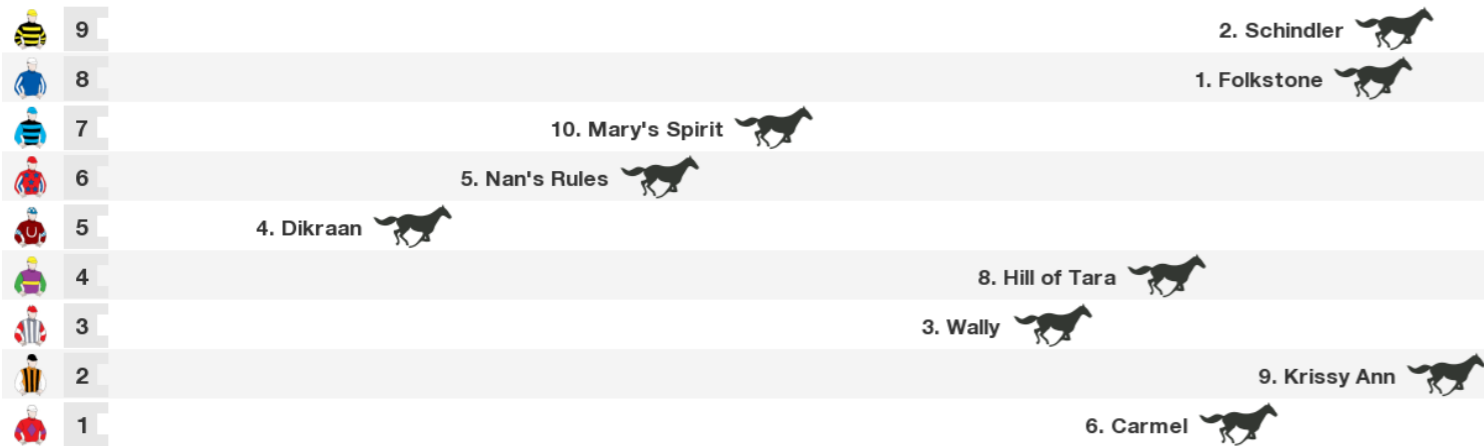 9 2. Schindler
8 1. Folkstone
7 10. Mary's Spirit
6 5. Nan's Rules
5 4. Dikraan
4 8. Hill of Tara
3 3. Wally
2 9. Krissy Ann
1 6. Carmel